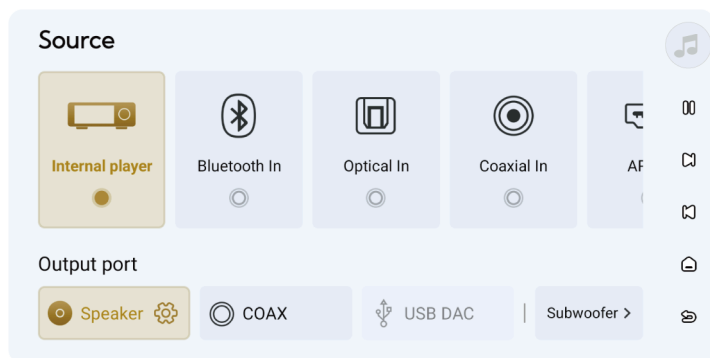 Source
Internal player
Bluetooth In
Optical In
Coaxial In
Output port
Speaker
COAX
USB DAC
Subwoofer